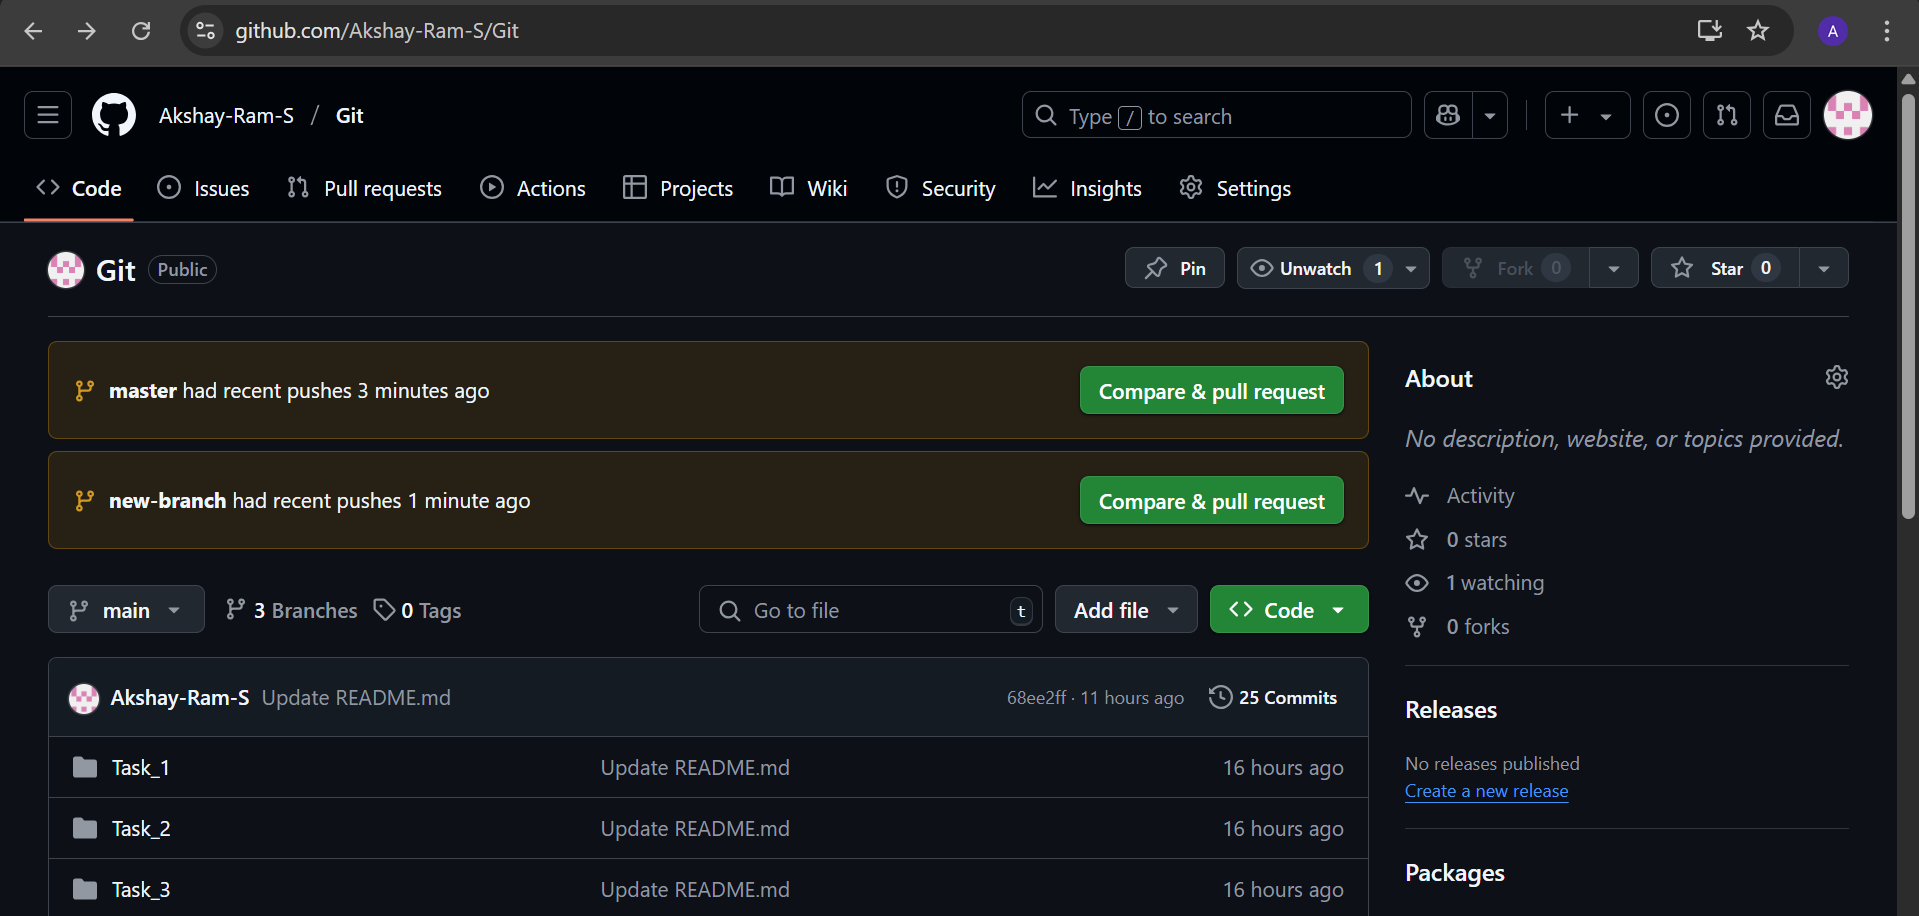 github.com/Akshay-Ram-S/Git
A
Akshay-Ram-S / Git
Type / to search
Code Issues Pull requests Actions Projects Wiki Security Insights Settings
Git Public
Pin Unwatch 1 Fork 0 Star 0
master had recent pushes 3 minutes ago
Compare & pull request
new-branch had recent pushes 1 minute ago
Compare & pull request
main 3 Branches 0 Tags
Go to file t
Add file
Code
Akshay-Ram-S Update README.md 68ee2ff · 11 hours ago 25 Commits
Task_1 Update README.md 16 hours ago
Task_2 Update README.md 16 hours ago
Task_3 Update README.md 16 hours ago
About
No description, website, or topics provided.
Activity
0 stars
1 watching
0 forks
Releases
No releases published
Create a new release
Packages